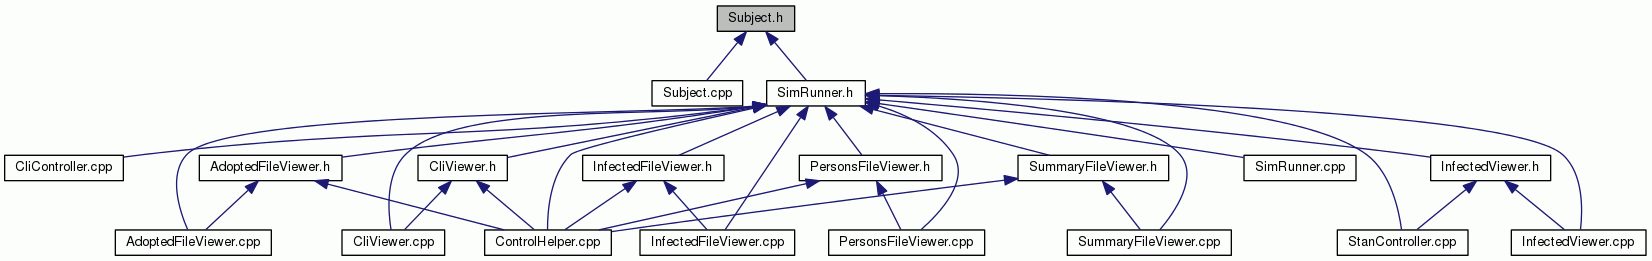 Subject.h
Subject.cpp
SimRunner.h
CliController.cpp
AdoptedFileViewer.h
CliViewer.h
InfectedFileViewer.h
PersonsFileViewer.h
SummaryFileViewer.h
SimRunner.cpp
InfectedViewer.h
AdoptedFileViewer.cpp
CliViewer.cpp
ControlHelper.cpp
InfectedFileViewer.cpp
PersonsFileViewer.cpp
SummaryFileViewer.cpp
StanController.cpp
InfectedViewer.cpp